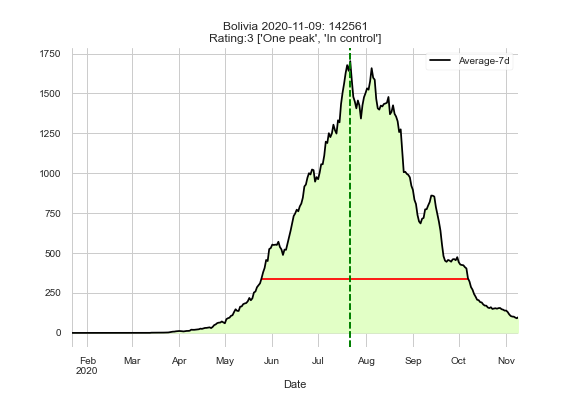 Bolivia 2020-11-09: 142561
Rating:3 ['One peak', 'In control']
Average-7d
1750
1500
1250
1000
750
500
250
0
Feb Mar Apr May Jun Jul Aug Sep Oct Nov
2020
Date